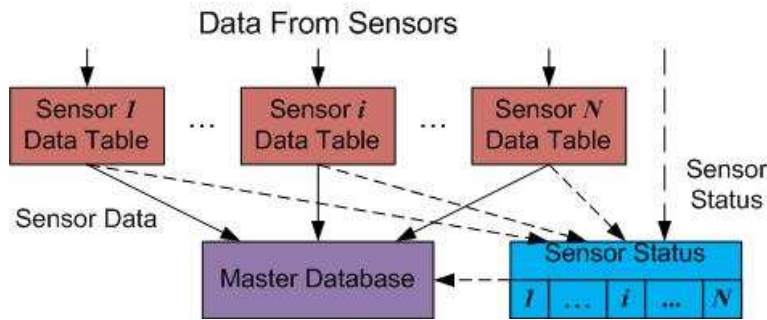 Data From Sensors
Sensor 1
Data Table
...
Sensor i
Data Table
...
Sensor N
Data Table
Sensor
Status
Sensor Data
Master Database
Sensor Status
1 ... i ... N